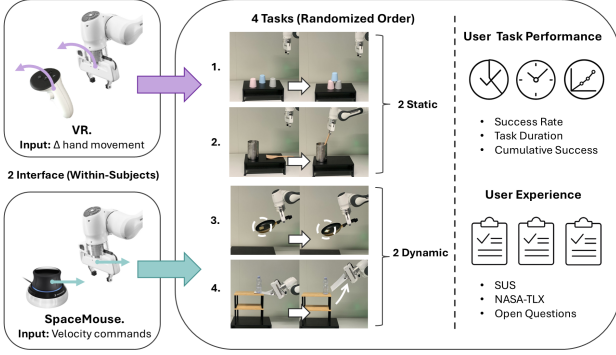 4 Tasks (Randomized Order)
VR.
Input: Δ hand movement
2 Interface (Within-Subjects)
SpaceMouse.
Input: Velocity commands
1.
2.
3.
4.
2 Static
2 Dynamic
User Task Performance
• Success Rate
• Task Duration
• Cumulative Success
User Experience
• SUS
• NASA-TLX
• Open Questions